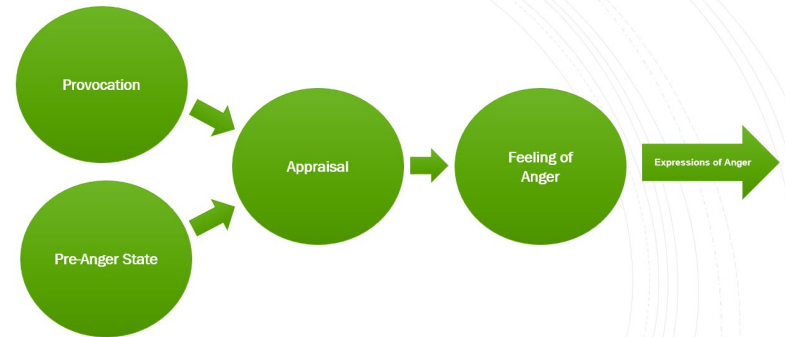 Provocation
Pre-Anger State
Appraisal
Feeling of
Anger
Expressions of Anger